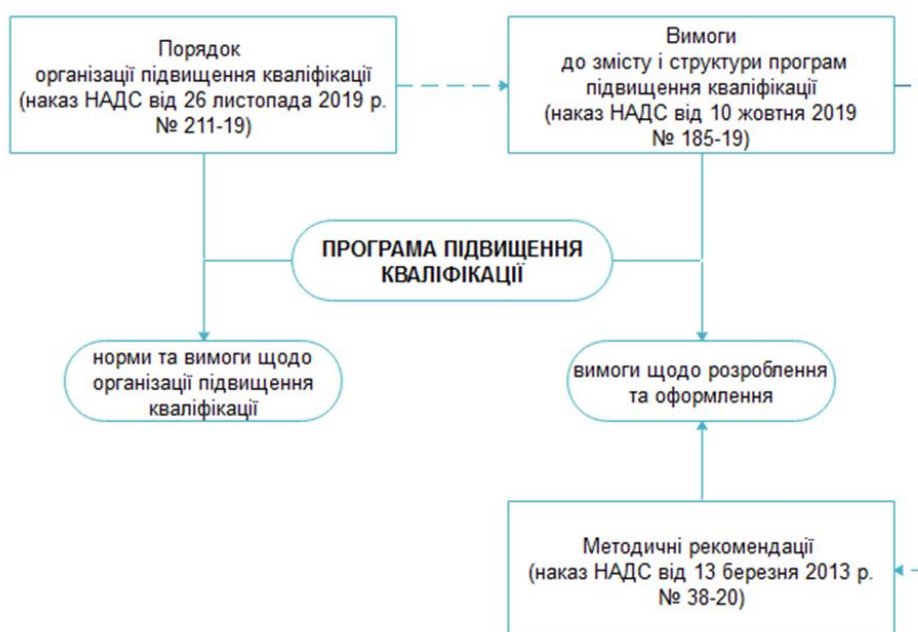 Порядок
організації підвищення кваліфікації
(наказ НАДС від 26 листопада 2019 р.
№ 211-19)
Вимоги
до змісту і структури програм
підвищення кваліфікації
(наказ НАДС від 10 жовтня 2019
№ 185-19)
ПРОГРАМА ПІДВИЩЕННЯ
КВАЛІФІКАЦІЇ
норми та вимоги щодо
організації підвищення
кваліфікації
вимоги щодо розроблення
та оформлення
Методичні рекомендації
(наказ НАДС від 13 березня 2013 р.
№ 38-20)